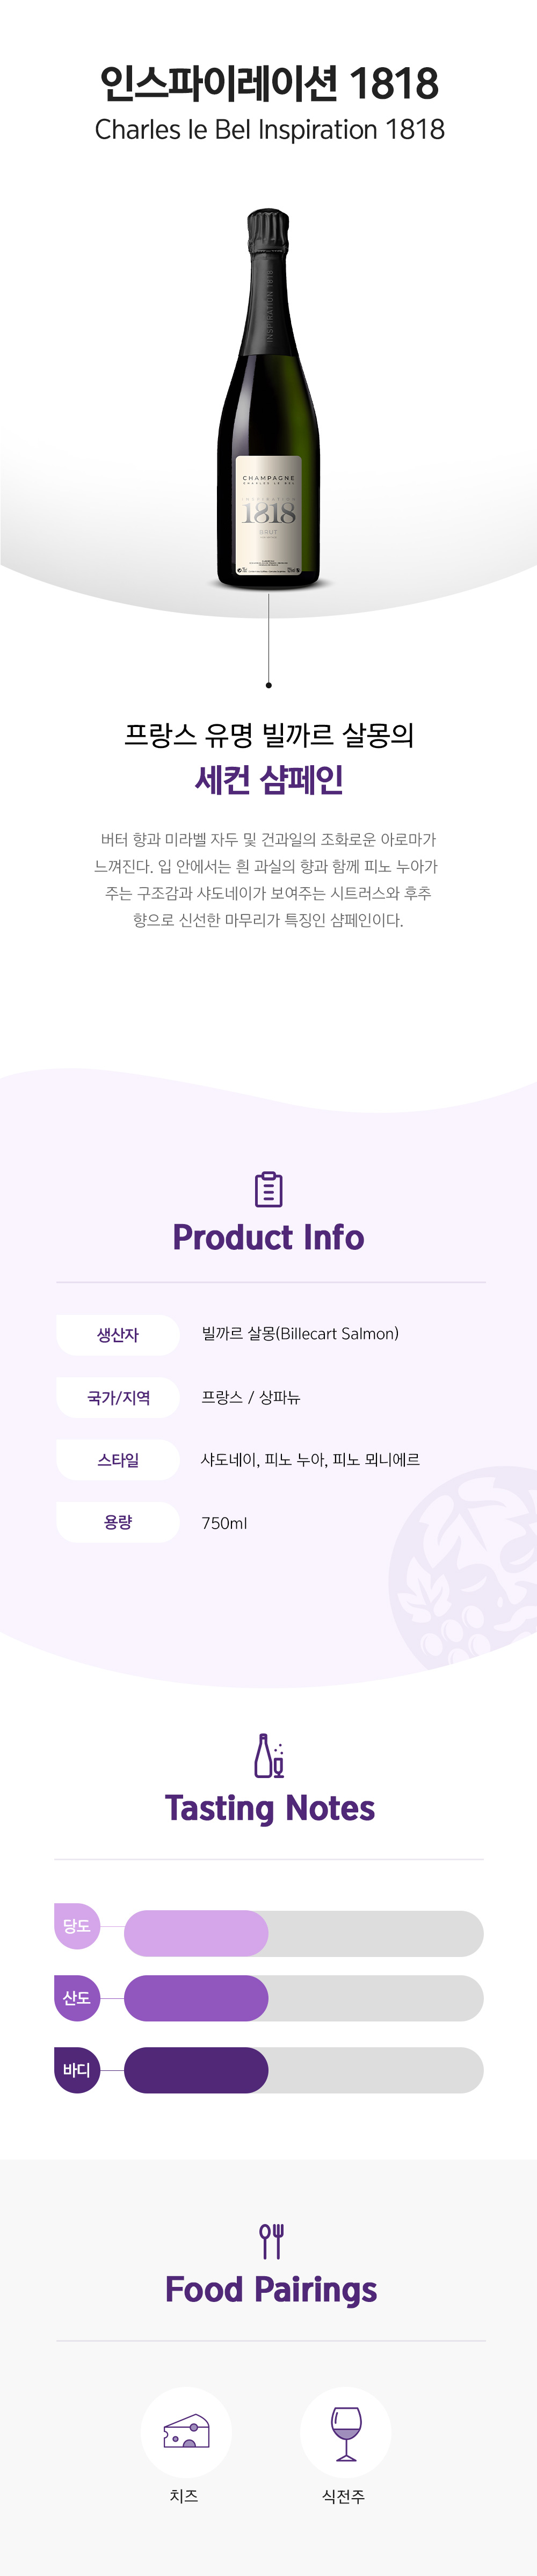 인스파이레이션 1818
Charles le Bel Inspiration 1818
INSPIRATION 1818
CHAMPAGNE
CHARLES LE BEL
INSPIRATION
1818
BRUT
프랑스 유명 빌까르 살몽의
세컨 샴페인
버터 향과 미라벨 자두 및 건과일의 조화로운 아로마가
느껴진다. 입 안에서는 흰 과실의 향과 함께 피노 누아가
주는 구조감과 샤도네이가 보여주는 시트러스와 후추
향으로 신선한 마무리가 특징인 샴페인이다.
Product Info
생산자
빌까르 살몽(Billecart Salmon)
국가/지역
프랑스 / 샹파뉴
스타일
샤도네이, 피노 누아, 피노 뫼니에르
용량
750ml
Tasting Notes
당도
산도
바디
Food Pairings
치즈
식전주